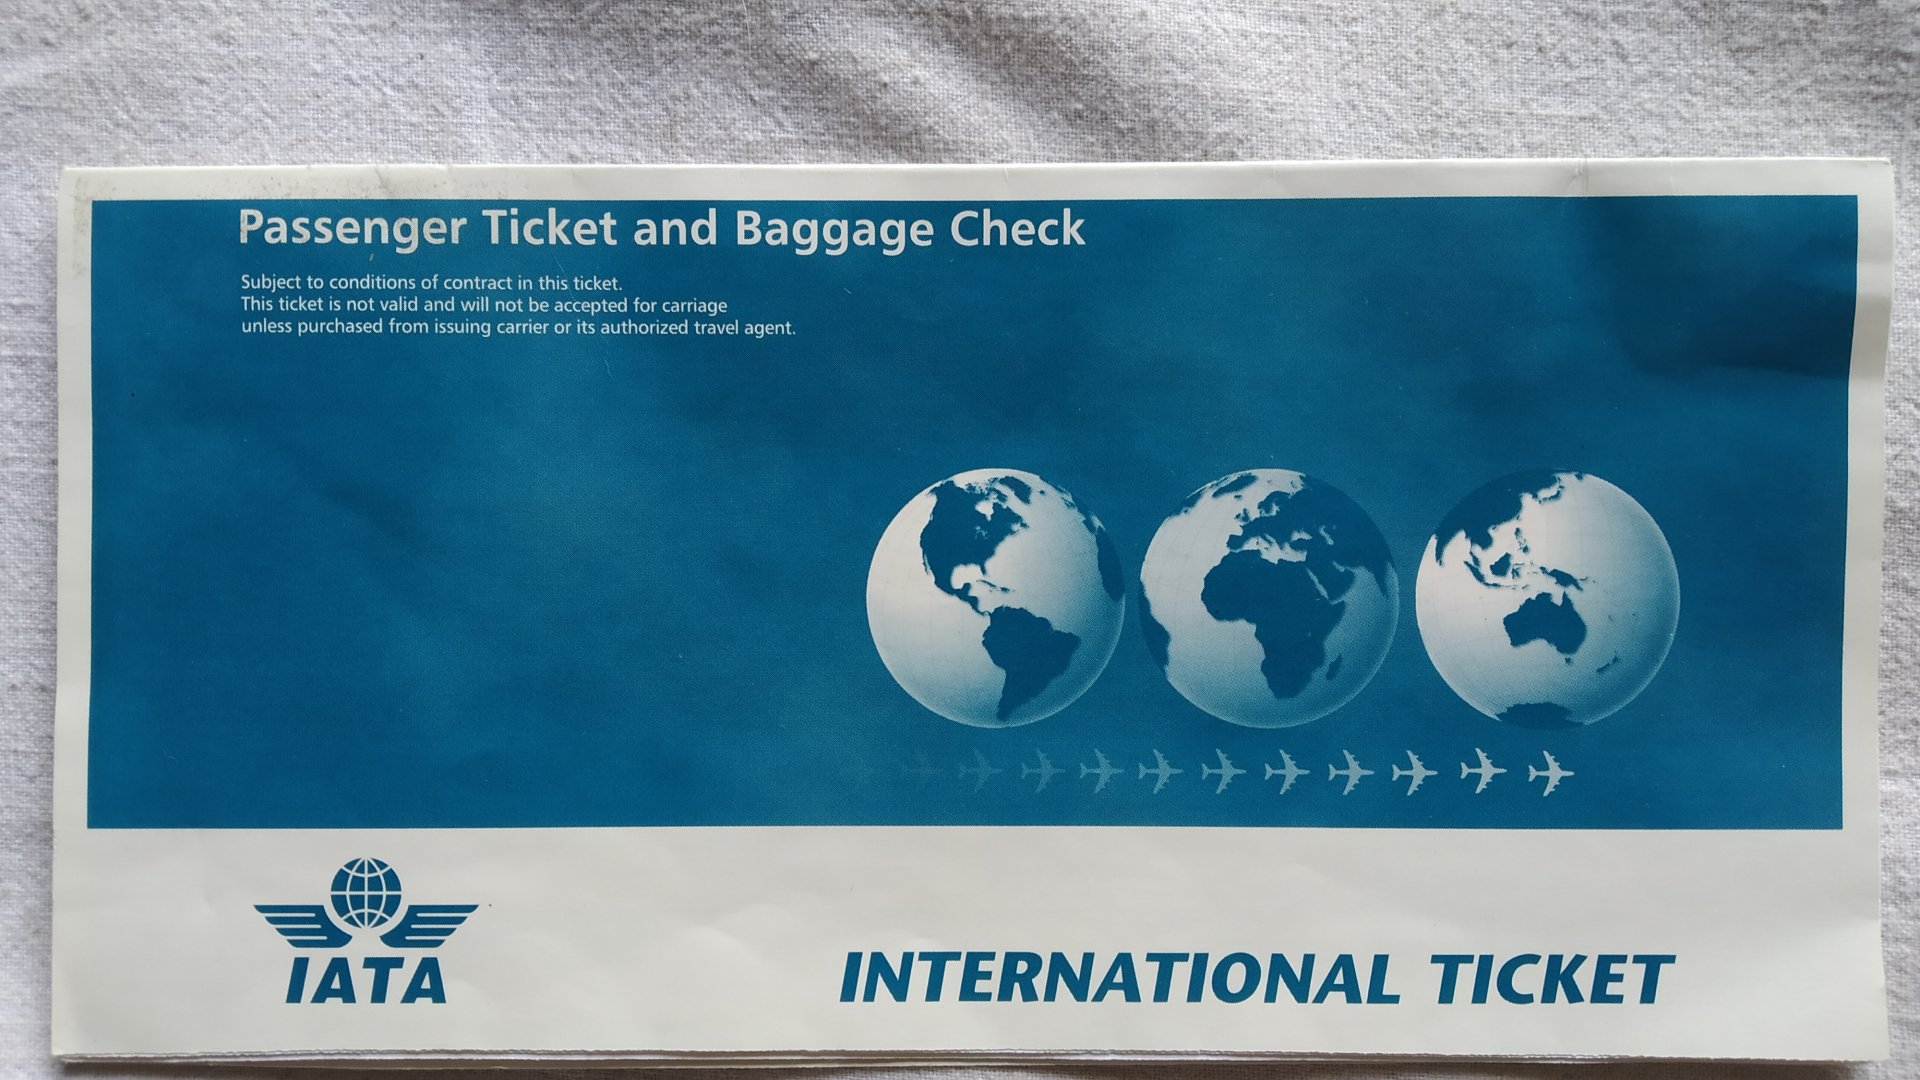 Passenger Ticket and Baggage Check
Subject to conditions of contract in this ticket.
This ticket is not valid and will not be accepted for carriage
unless purchased from issuing carrier or its authorized travel agent.
IATA
INTERNATIONAL TICKET